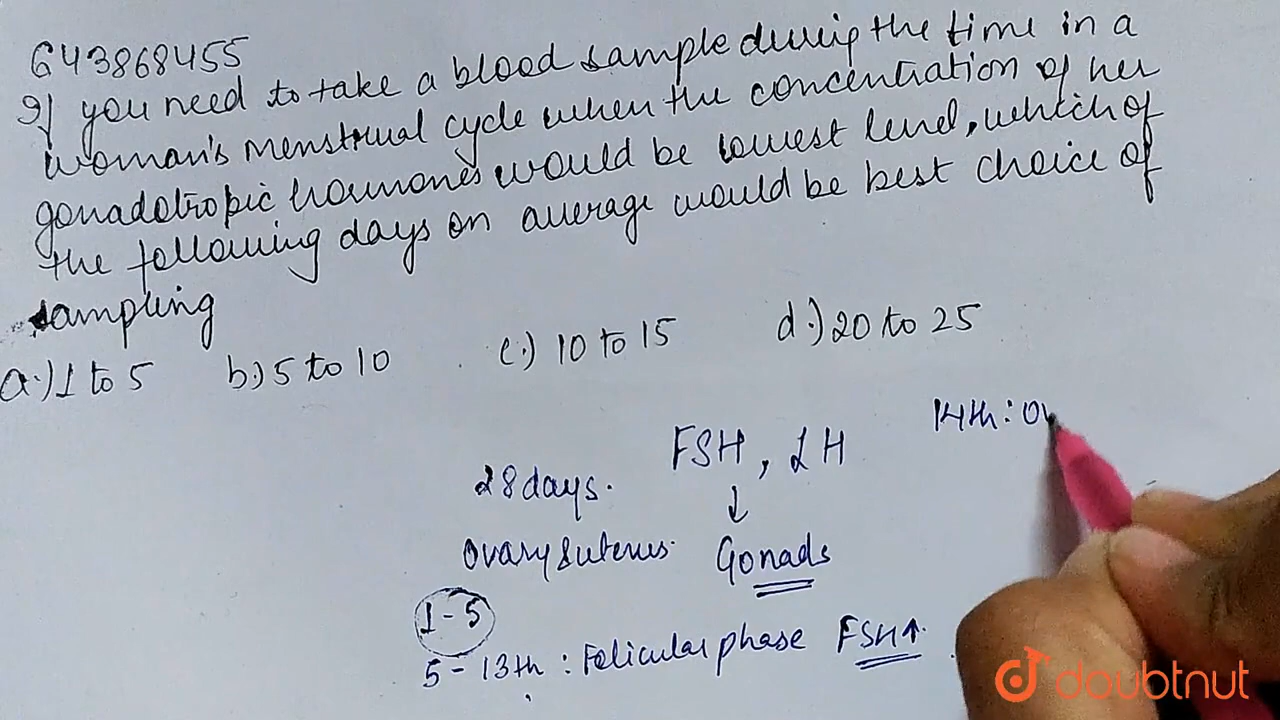 643868455
If you need to take a blood sample during the time in a
woman's menstrual cycle when the concentration of her
gonadotropic hormones would be lowest level, which of
the following days on average would be best choice of
sampling
a.) 1 to 5 b.) 5 to 10 c.) 10 to 15 d.) 20 to 25
14th: Ov
FSH, LH
28 days.
↓
Ovary & uterus. Gonads
1-5
5-13th: Folicular phase FSH↑.
doubtnut